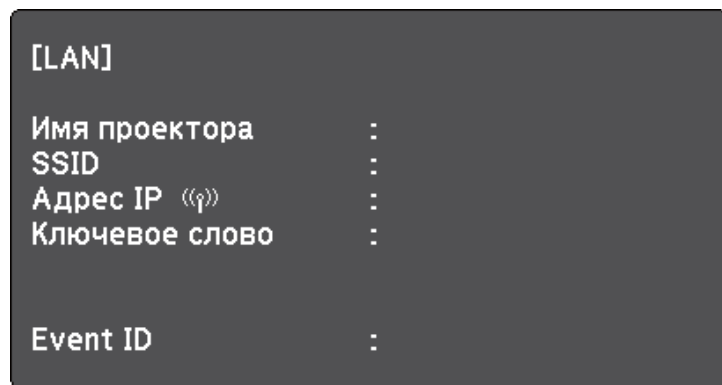 [LAN]
Имя проектора :
SSID :
Адрес IP :
Ключевое слово :
Event ID :